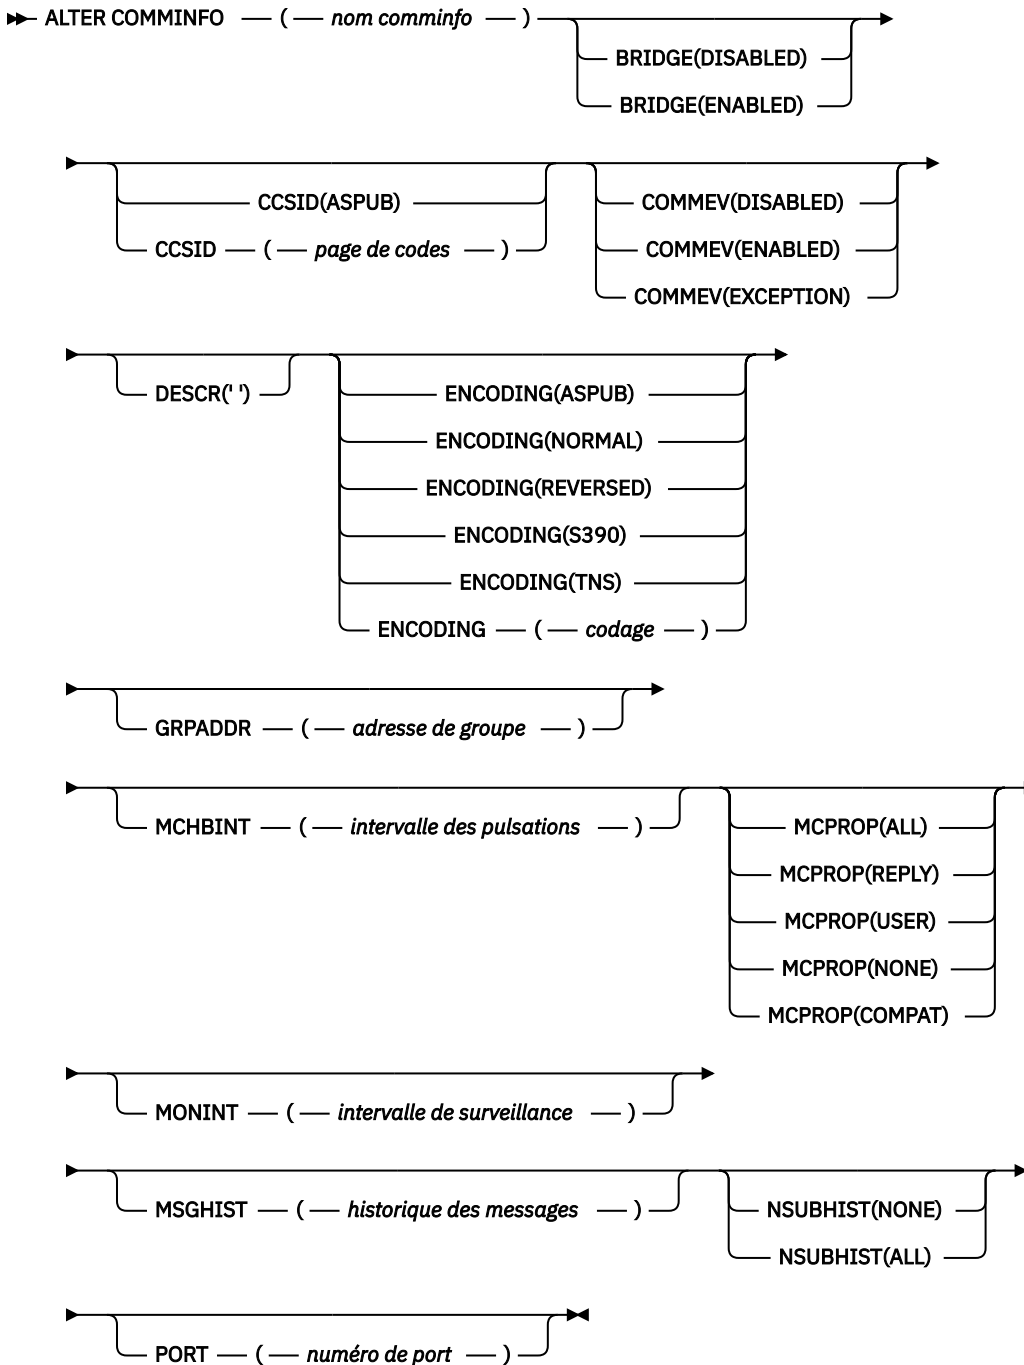 ALTER COMMINFO ( nom comminfo )
BRIDGE(DISABLED)
BRIDGE(ENABLED)
CCSID(ASPUB)
CCSID ( page de codes )
COMMEV(DISABLED)
COMMEV(ENABLED)
COMMEV(EXCEPTION)
DESCR(' ')
ENCODING(ASPUB)
ENCODING(NORMAL)
ENCODING(REVERSED)
ENCODING(S390)
ENCODING(TNS)
ENCODING ( codage )
GRPADDR ( adresse de groupe )
MCHBINT ( intervalle des pulsations )
MCPROP(ALL)
MCPROP(REPLY)
MCPROP(USER)
MCPROP(NONE)
MCPROP(COMPAT)
MONINT ( intervalle de surveillance )
MSGHIST ( historique des messages )
NSUBHIST(NONE)
NSUBHIST(ALL)
PORT ( numéro de port )